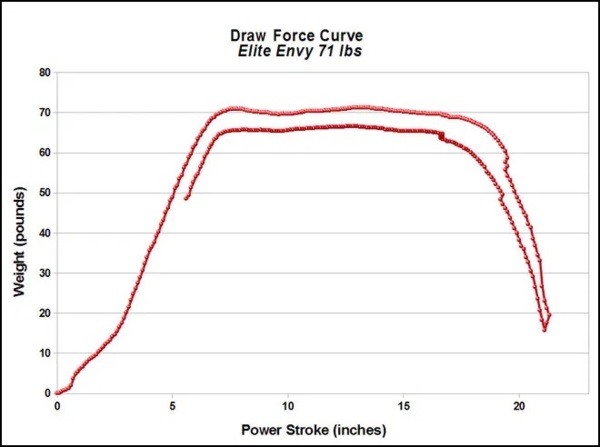 Draw Force Curve
Elite Envy 71 lbs
80
70
60
50
40
30
20
10
0
Weight (pounds)
0 5 10 15 20
Power Stroke (inches)